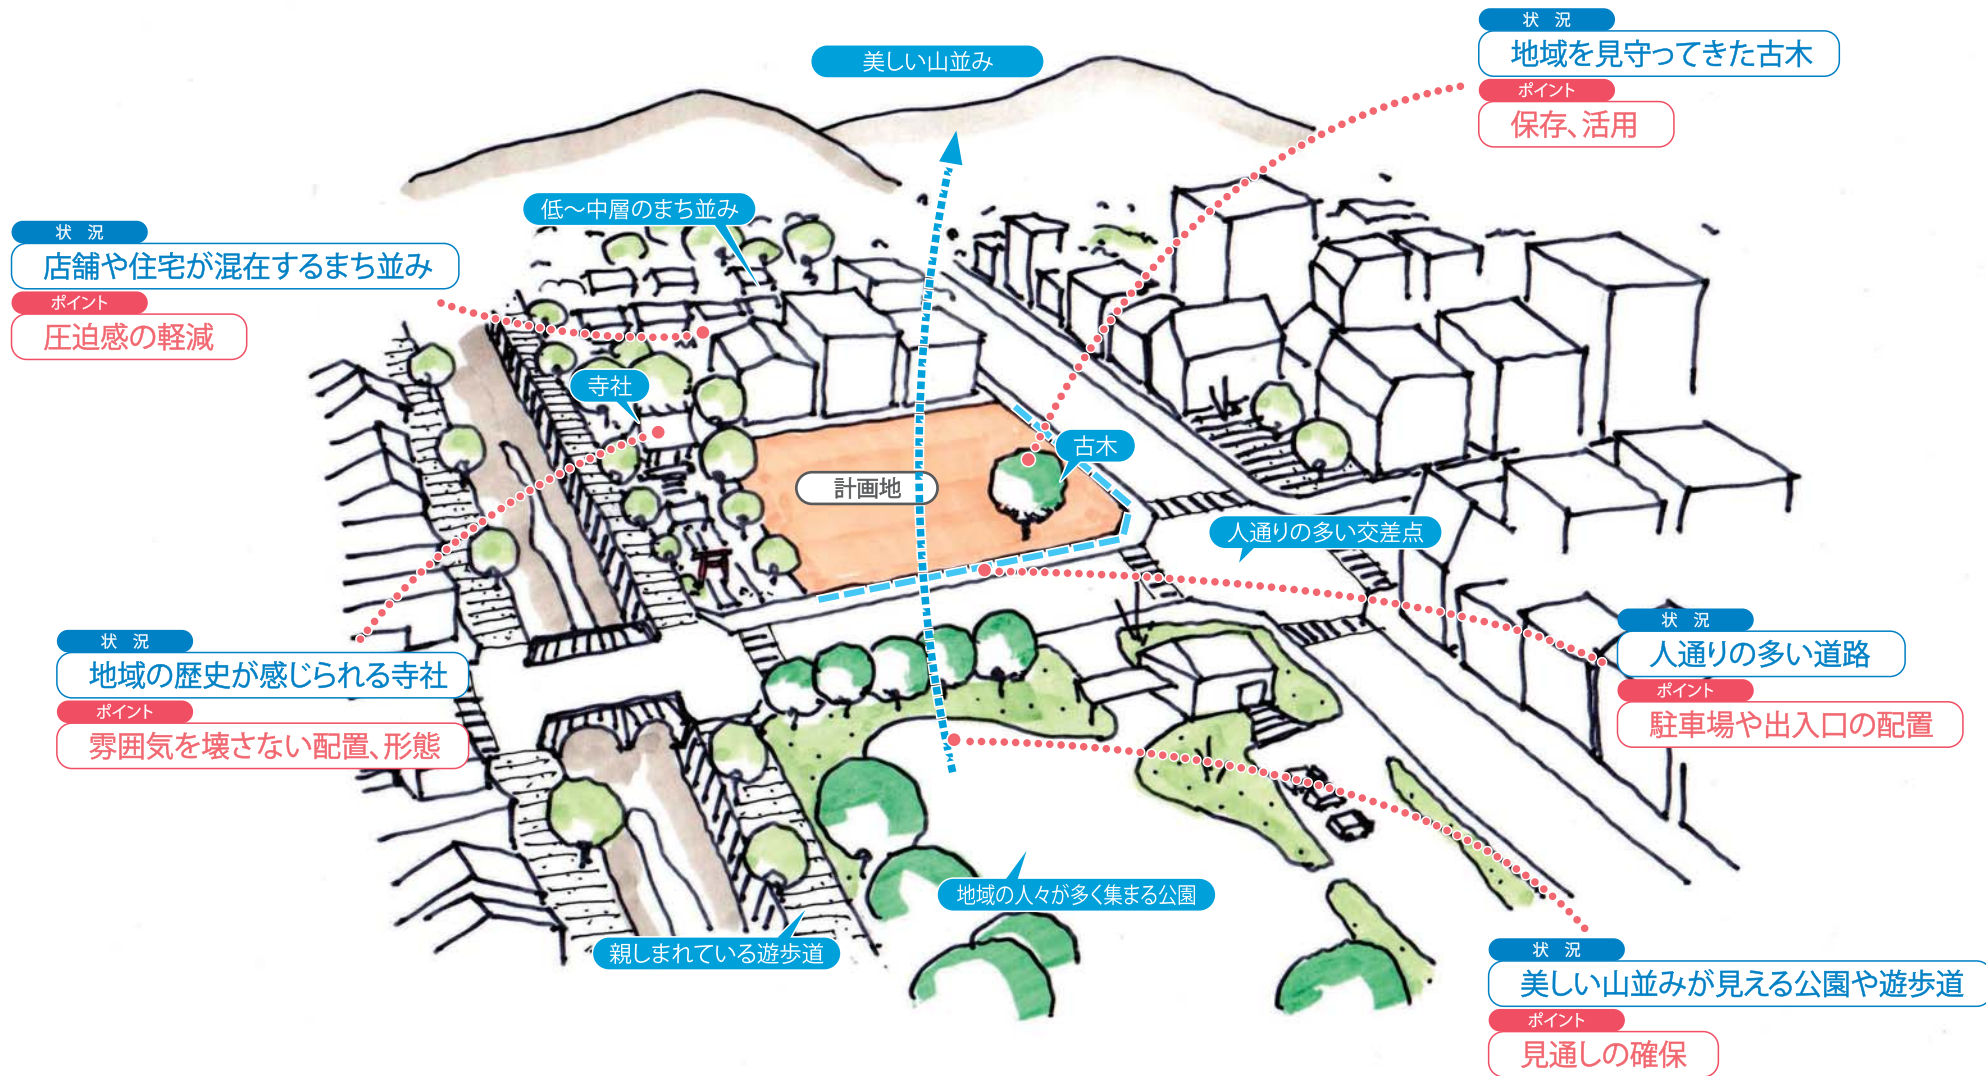 状 況
地域を見守ってきた古木
ポイント
保存、活用
美しい山並み
低～中層のまち並み
状 況
店舗や住宅が混在するまち並み
ポイント
圧迫感の軽減
寺社
古木
計画地
人通りの多い交差点
状 況
地域の歴史が感じられる寺社
ポイント
雰囲気を壊さない配置、形態
状 況
人通りの多い道路
ポイント
駐車場や出入口の配置
地域の人々が多く集まる公園
親しまれている遊歩道
状 況
美しい山並みが見える公園や遊歩道
ポイント
見通しの確保